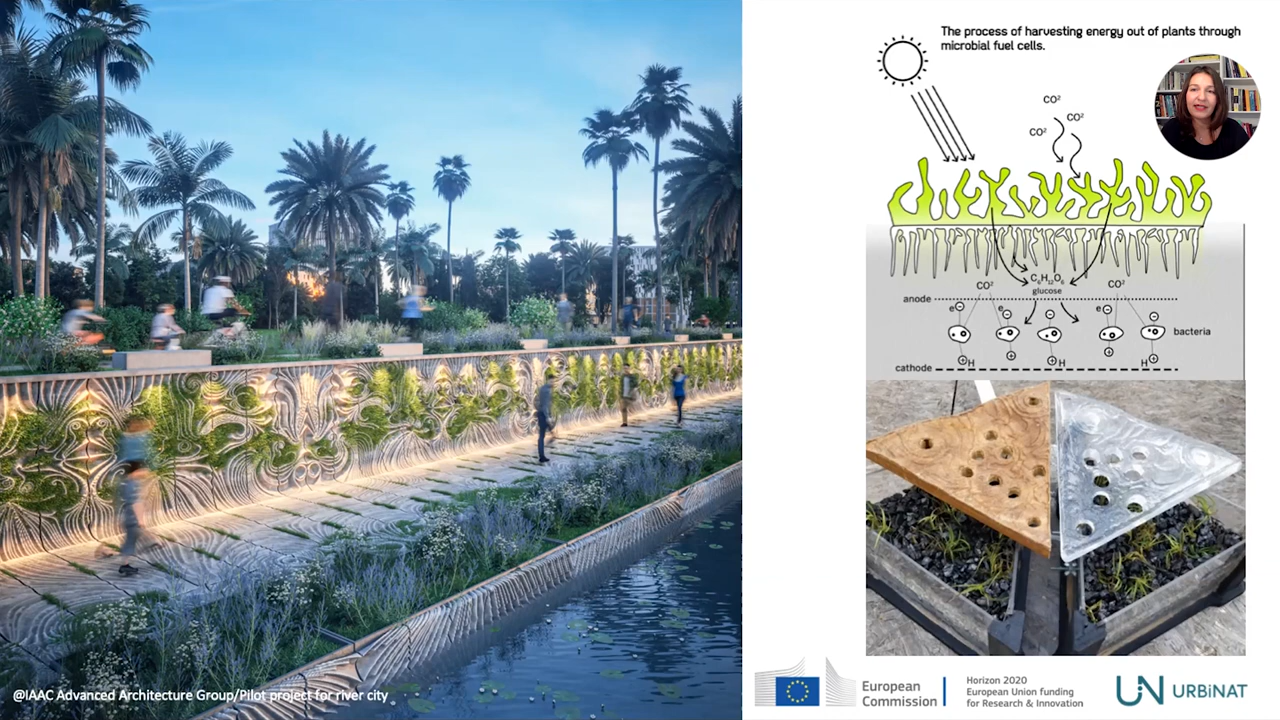 The process of harvesting energy out of plants through
microbial fuel cells.
CO²
CO²
CO²
C₆H₁₂O₆
glucose
CO²
CO²
anode
e⊖
e⊖
⊖
e⊖
⊖
bacteria
⊕H
⊕
⊕H
⊕
H⊕
cathode
@IAAC Advanced Architecture Group/Pilot project for river city
European
Commission
Horizon 2020
European Union funding
for Research & Innovation
UN URBiNAT